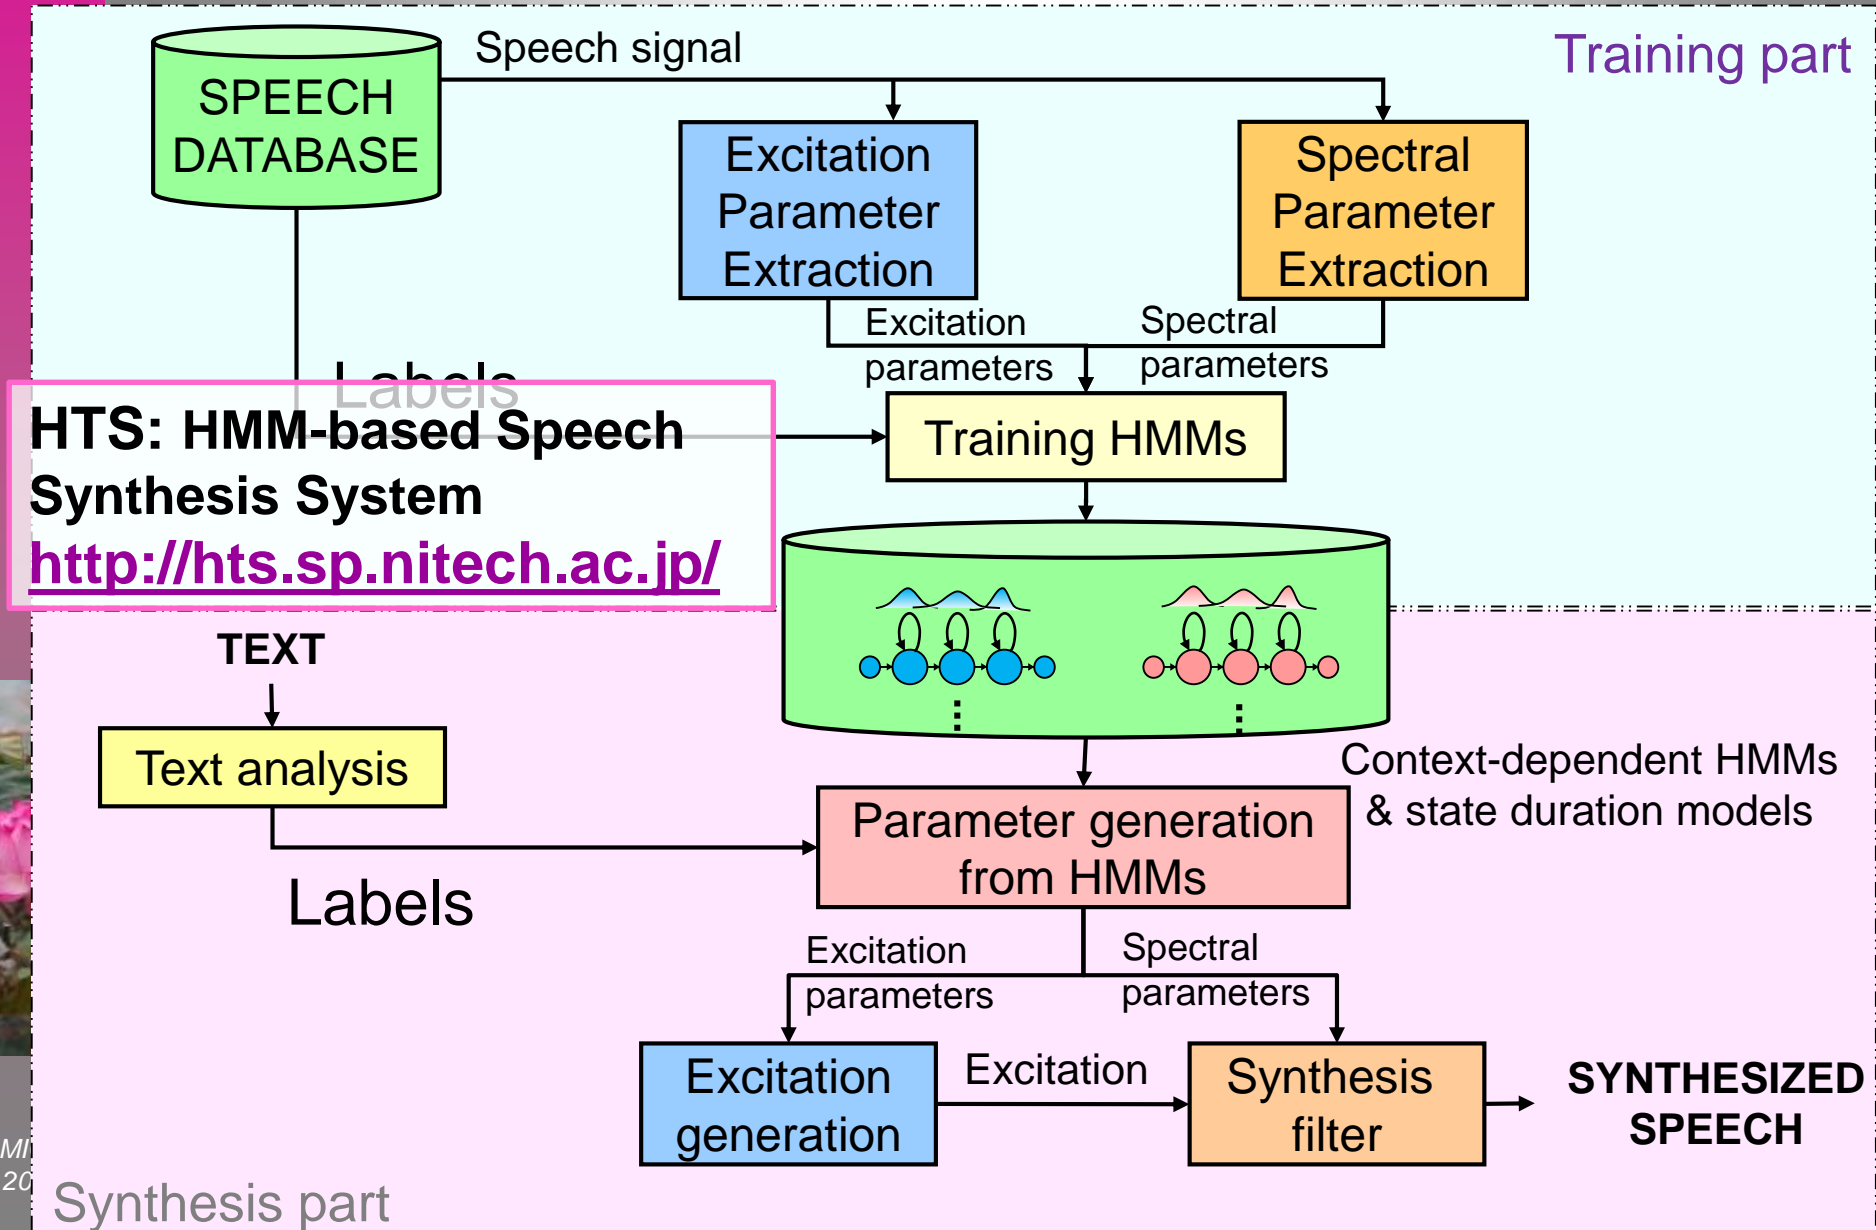 Speech signal
Training part
SPEECH
DATABASE
Excitation
Parameter
Extraction
Spectral
Parameter
Extraction
Excitation
parameters
Spectral
parameters
Labels
HTS: HMM-based Speech
Synthesis System
http://hts.sp.nitech.ac.jp/
Training HMMs
TEXT
Text analysis
Context-dependent HMMs
& state duration models
Parameter generation
from HMMs
Labels
Excitation
parameters
Spectral
parameters
Excitation
generation
Excitation
Synthesis
filter
SYNTHESIZED
SPEECH
MI
20
Synthesis part